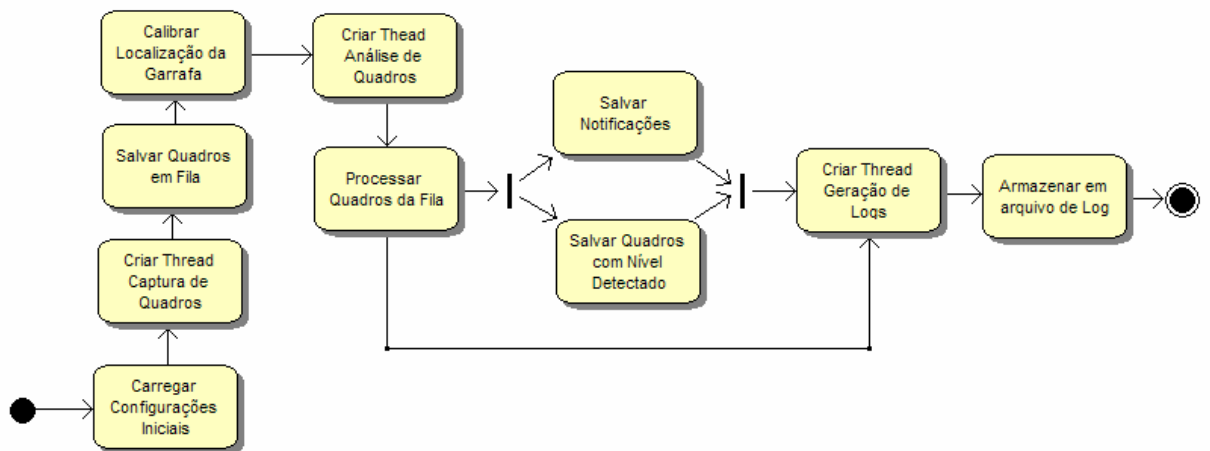 Calibrar
Localização da
Garrafa
Criar Thead
Análise de
Quadros
Salvar
Notificações
Salvar Quadros
em Fila
Processar
Quadros da Fila
Criar Thread
Geração de
Logs
Armazenar em
arquivo de Log
Salvar Quadros
com Nível
Detectado
Criar Thread
Captura de
Quadros
Carregar
Configurações
Iniciais